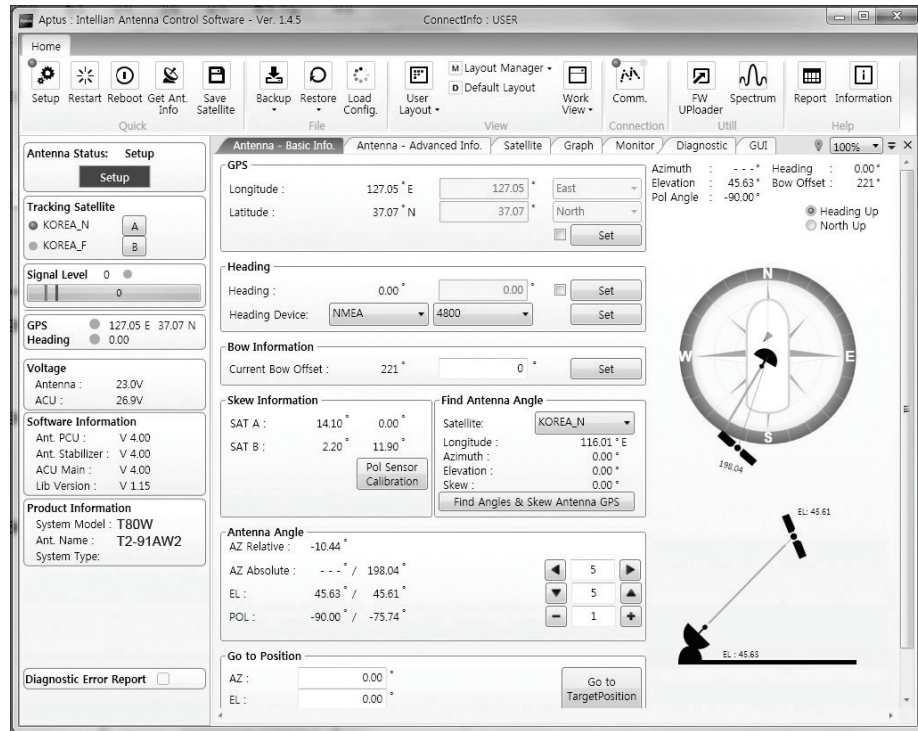 Aptus : Intellian Antenna Control Software - Ver. 1.4.5 ConnectInfo : USER
Home
Setup Restart Reboot Get Ant. Info Save Satellite
Quick
Backup Restore Load Config.
File
User Layout
M Layout Manager
D Default Layout
Work View
View
Comm.
Connection
FW UPloader Spectrum
Utill
Report Information
Help
Antenna Status: Setup
Setup
Tracking Satellite
KOREA_N A
KOREA_F B
Signal Level 0
0
GPS 127.05 E 37.07 N
Heading 0.00
Voltage
Antenna : 23.0V
ACU : 26.9V
Software Information
Ant. PCU : V 4.00
Ant. Stabilizer : V 4.00
ACU Main : V 4.00
Lib Version : V 1.15
Product Information
System Model : T80W
Ant. Name : T2-91AW2
System Type:
Diagnostic Error Report
Antenna - Basic Info. Antenna - Advanced Info. Satellite Graph Monitor Diagnostic GUI 100%
GPS
Longitude : 127.05 ° E 127.05 ° East
Latitude : 37.07 ° N 37.07 ° North
Set
Heading
Heading : 0.00 ° 0.00 ° Set
Heading Device: NMEA 4800 Set
Bow Information
Current Bow Offset : 221 ° 0 ° Set
Skew Information
SAT A : 14.10 ° 0.00 °
SAT B : 2.20 ° 11.90 °
Pol Sensor Calibration
Find Antenna Angle
Satellite: KOREA_N
Longitude : 116.01 ° E
Azimuth : 0.00 °
Elevation : 0.00 °
Skew : 0.00 °
Find Angles & Skew Antenna GPS
Antenna Angle
AZ Relative : -10.44 °
AZ Absolute : - - - ° / 198.04 ° 5
EL : 45.63 ° / 45.61 ° 5
POL : -90.00 ° / -75.74 ° − 1 +
Go to Position
AZ : 0.00 °
EL : 0.00 °
Go to TargetPosition
Azimuth : - - - ° Heading : 0.00 °
Elevation : 45.63 ° Bow Offset : 221 °
Pol Angle : -90.00 °
Heading Up
North Up
N
W
E
S
198.04
EL: 45.61
EL : 45.63